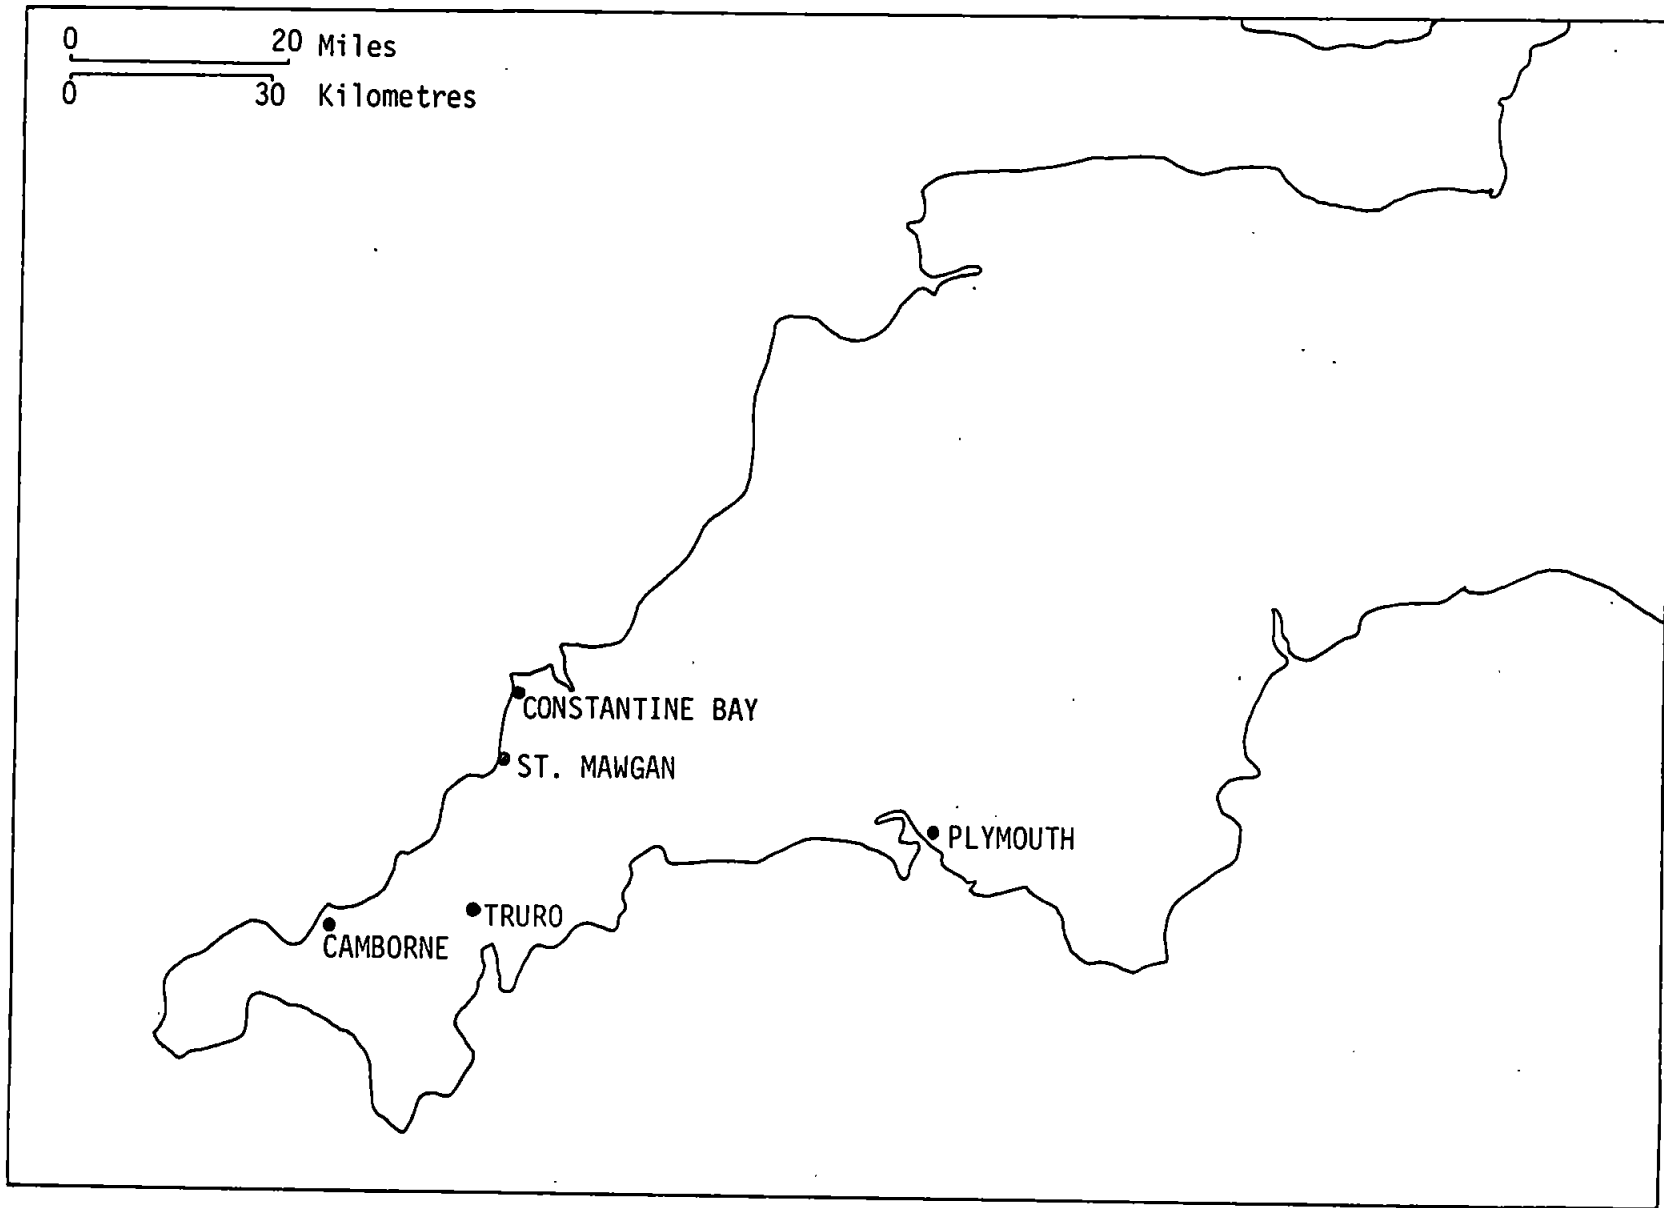 0 20 Miles
0 30 Kilometres
CONSTANTINE BAY
ST. MAWGAN
PLYMOUTH
TRURO
CAMBORNE